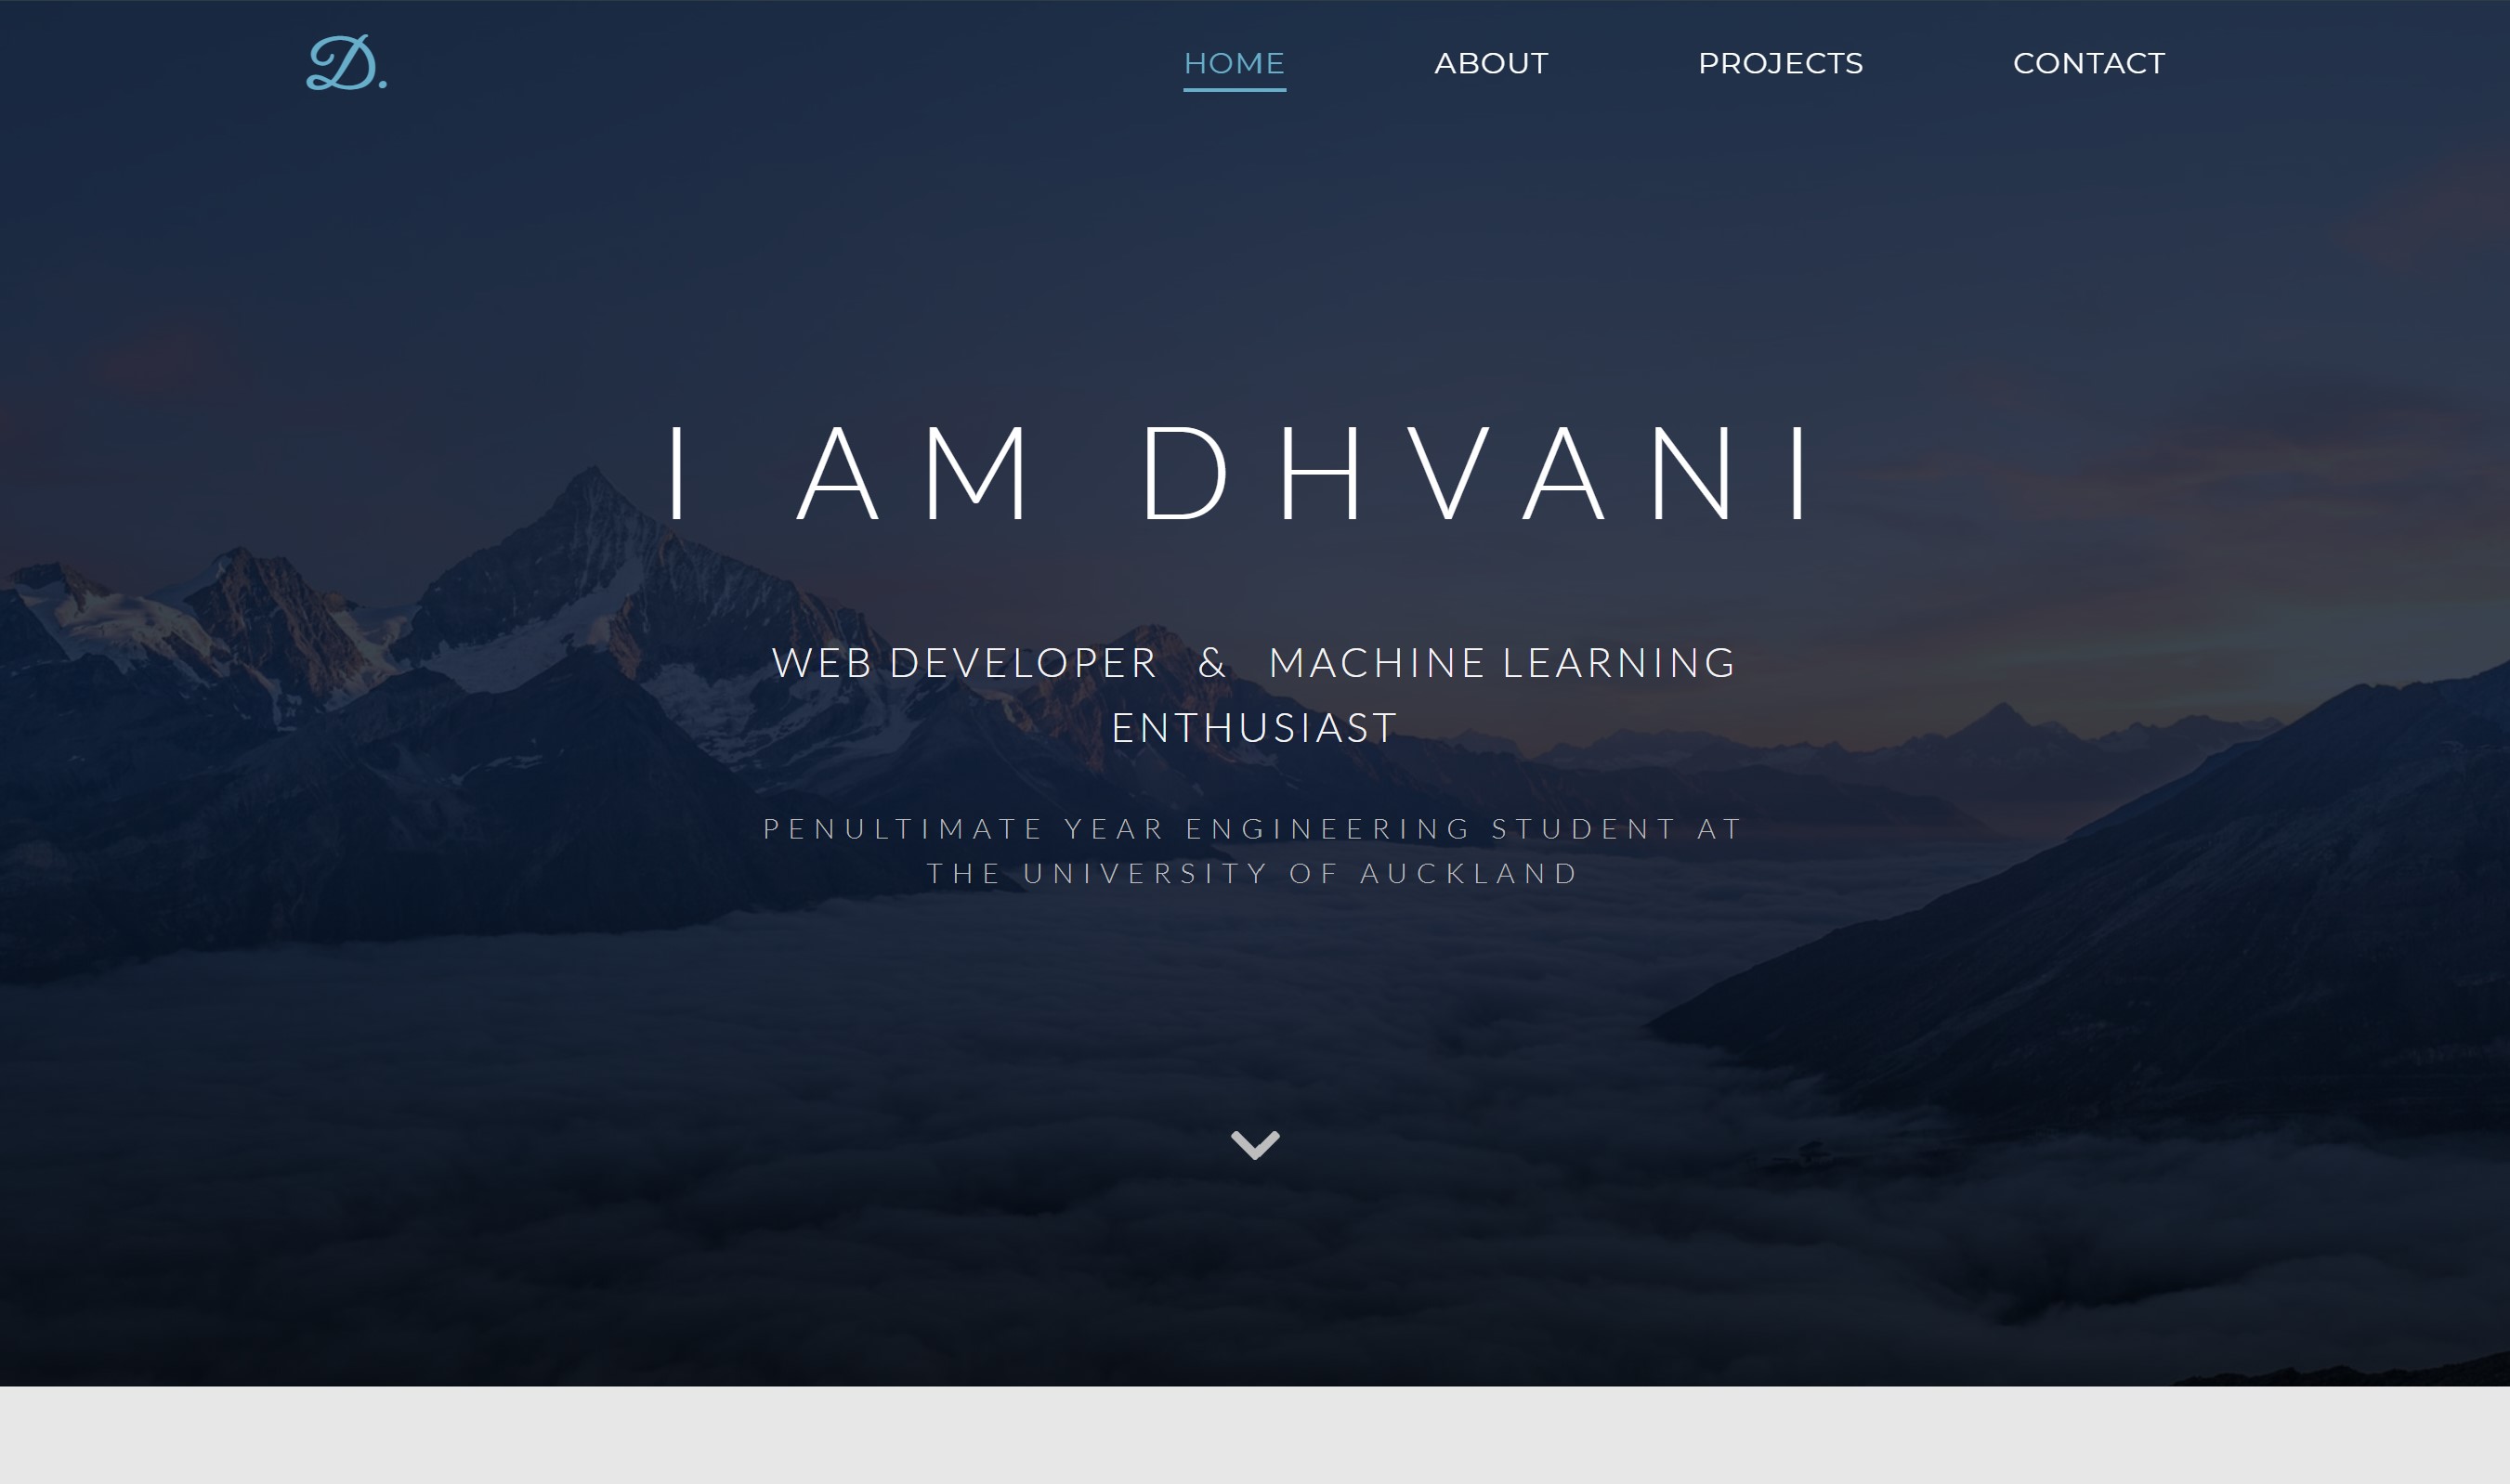 D.
HOME
ABOUT
PROJECTS
CONTACT
I AM DHVANI
WEB DEVELOPER & MACHINE LEARNING
ENTHUSIAST
PENULTIMATE YEAR ENGINEERING STUDENT AT
THE UNIVERSITY OF AUCKLAND